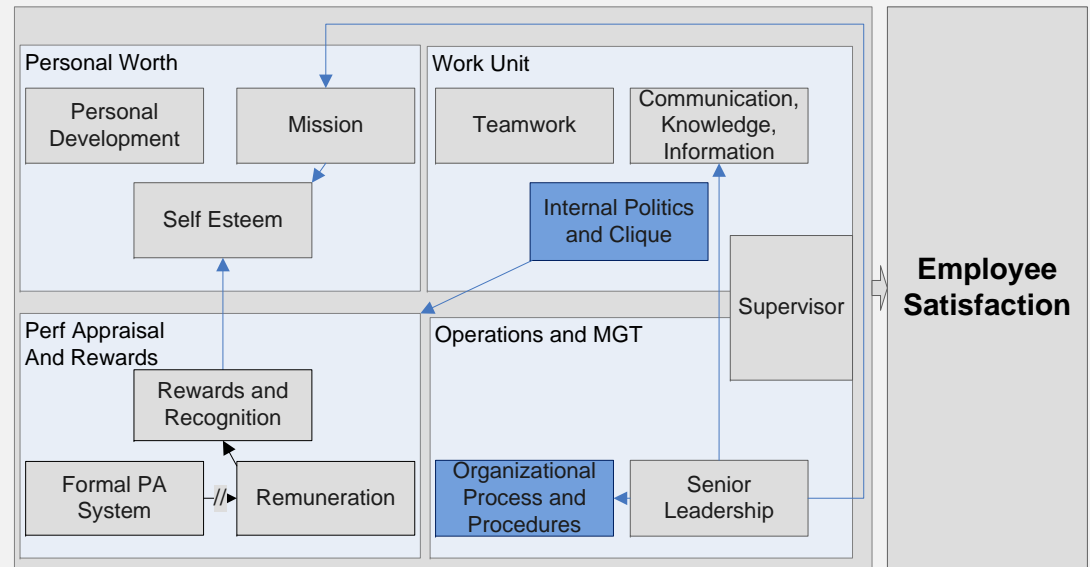 Personal Worth
Personal
Development
Mission
Self Esteem
Work Unit
Teamwork
Communication,
Knowledge,
Information
Internal Politics
and Clique
Supervisor
Perf Appraisal
And Rewards
Rewards and
Recognition
Formal PA
System
//
Remuneration
Operations and MGT
Organizational
Process and
Procedures
Senior
Leadership
Employee
Satisfaction